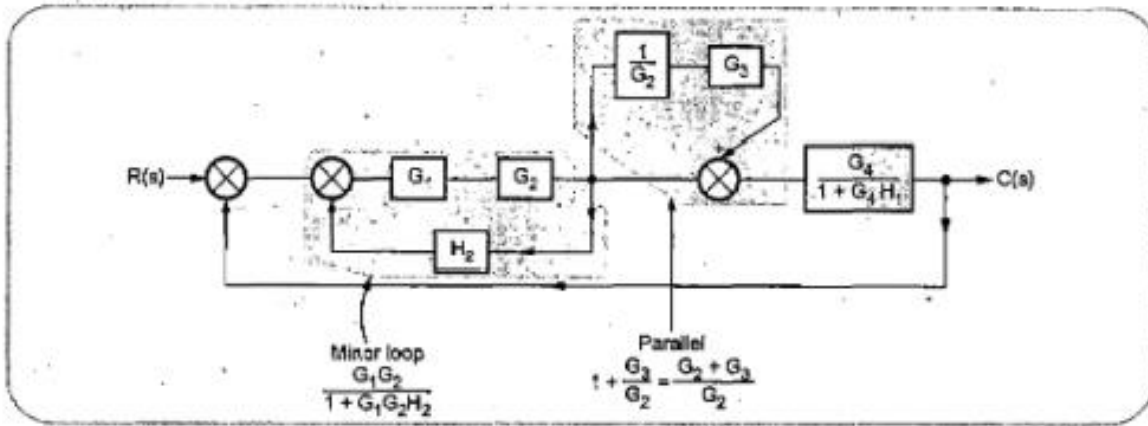 1
G₂
G₃
R(s)
G₁
G₂
G₄
1 + G₄ H₁
C(s)
H₂
Minor loop
G₁G₂
1 + G₁G₂H₂
Parallel
1 + G₃/G₂ = G₂ + G₃/G₂